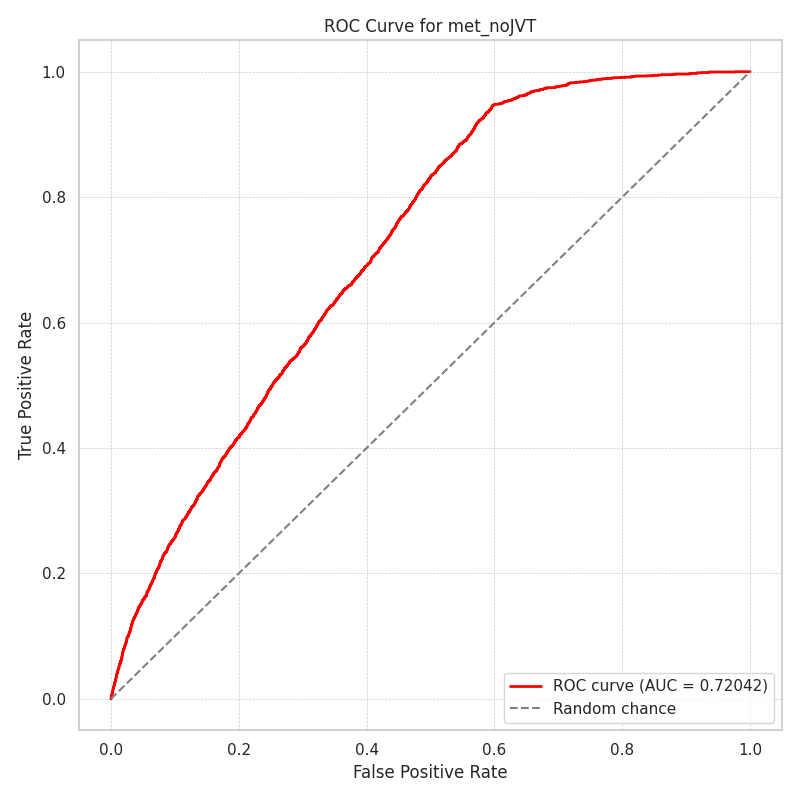 ROC Curve for met_noJVT
1.0
0.8
0.6
0.4
0.2
0.0
True Positive Rate
0.0 0.2 0.4 0.6 0.8 1.0
False Positive Rate
ROC curve (AUC = 0.72042)
Random chance